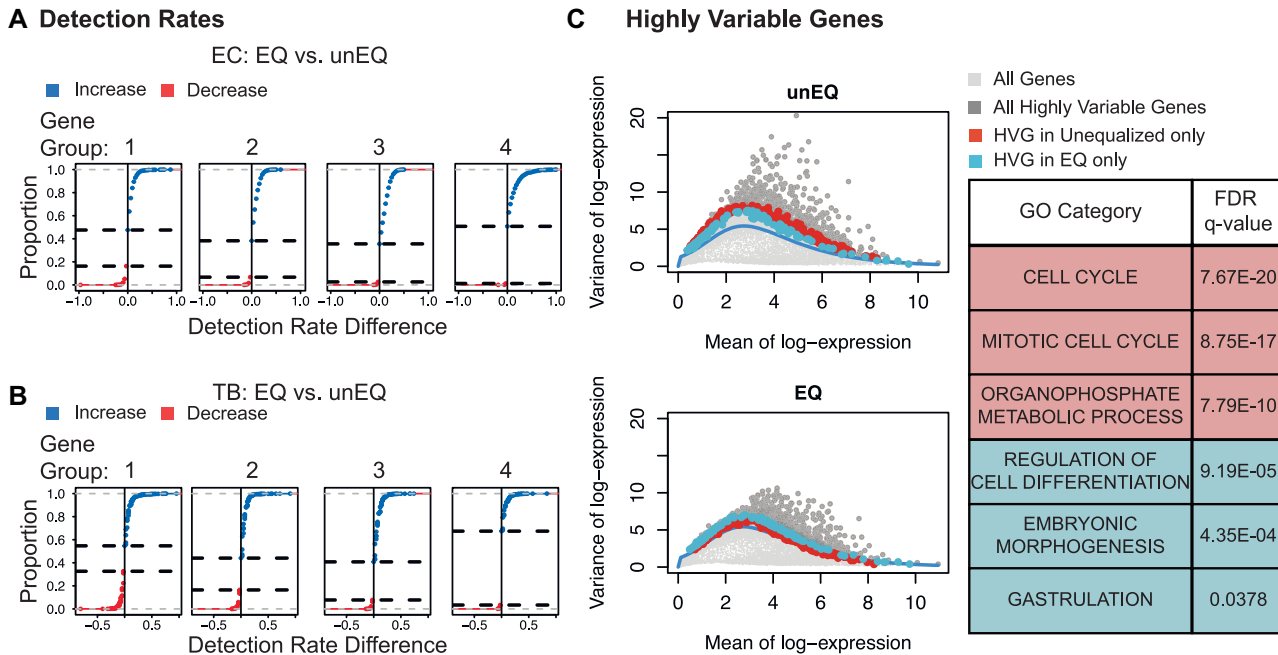 A Detection Rates
EC: EQ vs. unEQ
Increase Decrease
Gene
Group: 1 2 3 4
Proportion
1.0
0.8
0.6
0.4
0.2
0.0
−1.0 0.0 1.0 −1.0 0.0 1.0 −1.0 0.0 1.0 −1.0 0.0 1.0
Detection Rate Difference
B TB: EQ vs. unEQ
Increase Decrease
Gene
Group: 1 2 3 4
Proportion
1.0
0.8
0.6
0.4
0.2
0.0
−0.5 0.5 −0.5 0.5 −0.5 0.5 −0.5 0.5
Detection Rate Difference
C Highly Variable Genes
unEQ
Variance of log−expression
20
15
10
5
0
0 2 4 6 8 10
Mean of log−expression
EQ
Variance of log−expression
20
15
10
5
0
0 2 4 6 8 10
Mean of log−expression
All Genes
All Highly Variable Genes
HVG in Unequalized only
HVG in EQ only
GO Category FDR
q-value
CELL CYCLE 7.67E-20
MITOTIC CELL CYCLE 8.75E-17
ORGANOPHOSPHATE
METABOLIC PROCESS 7.79E-10
REGULATION OF
CELL DIFFERENTIATION 9.19E-05
EMBRYONIC
MORPHOGENESIS 4.35E-04
GASTRULATION 0.0378